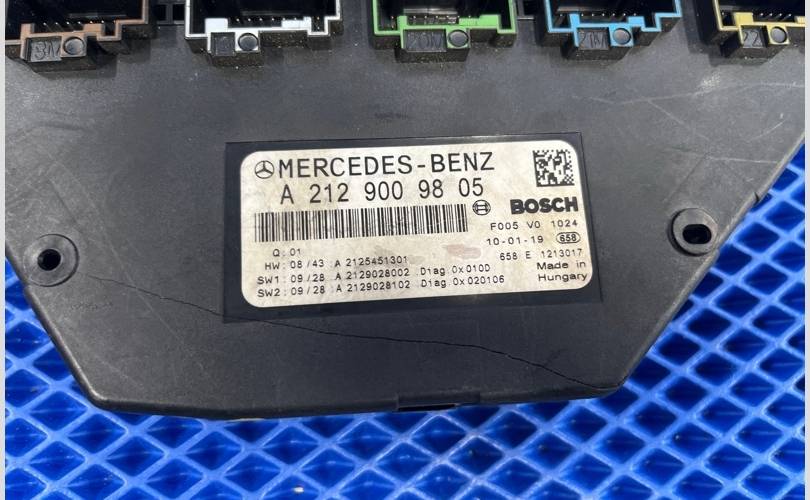 MERCEDES-BENZ
A 212 900 98 05
BOSCH
F005 V0 1024
10-01-19 658
Q: 01
HW: 08/43: A 2125451301
658 E 1213017
SW1: 09/28 :A 2129028002 Diag:0x0100
Made in
SW2: 09/28 :A 2129028102 Diag:0x020106
Hungary